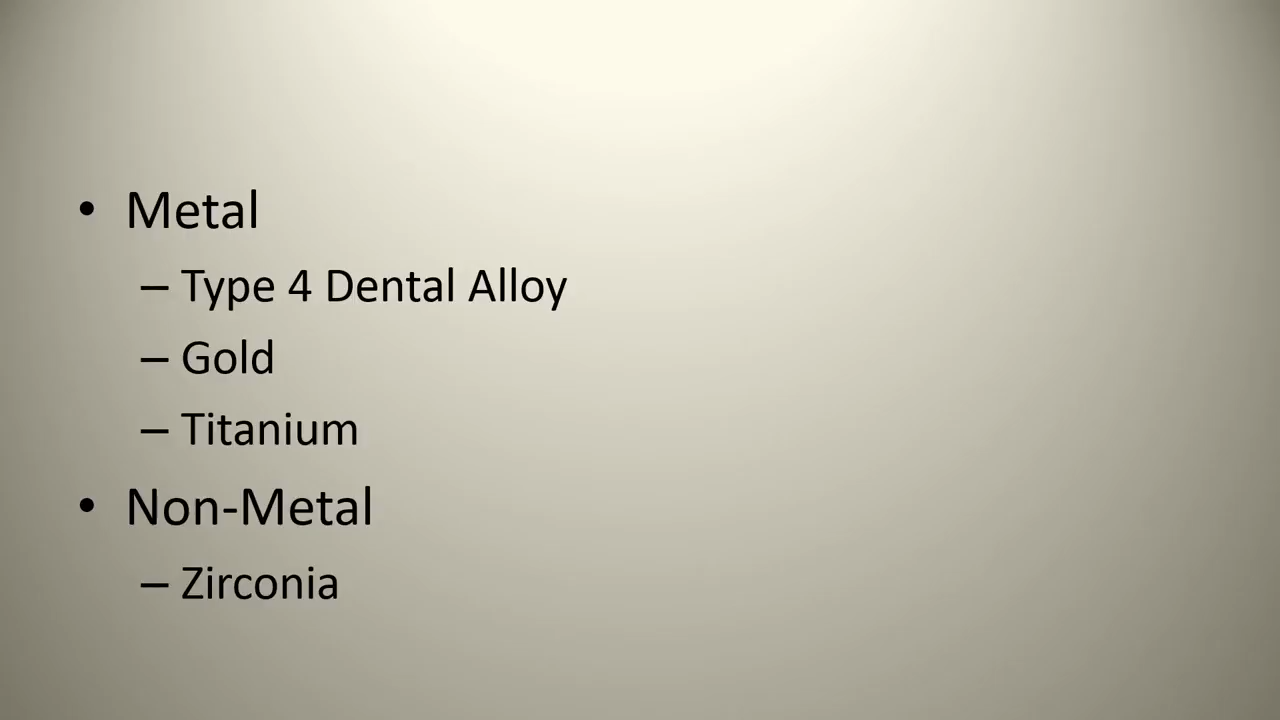 • Metal
– Type 4 Dental Alloy
– Gold
– Titanium
• Non-Metal
– Zirconia